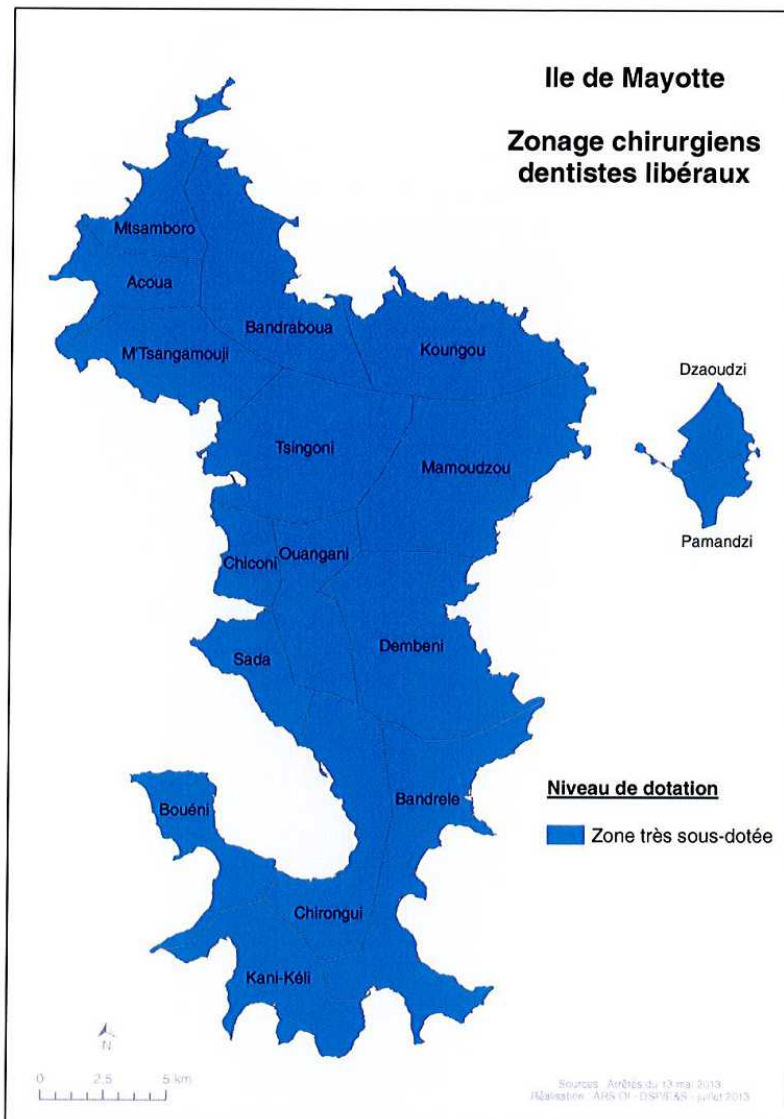 Ile de Mayotte
Zonage chirurgiens
dentistes libéraux
Mtsamboro
Acoua
Bandraboua
M'Tsangamouji
Koungou
Dzaoudzi
Tsingoni
Mamoudzou
Pamandzi
Ouangani
Chiconi
Dembeni
Sada
Niveau de dotation
Bandrele
Bouéni
Zone très sous-dotée
Chirongui
Kani-Kéli
N
0 2,5 5 km
Sources : Arrêtés du 13 mai 2013
Réalisation : ARS OI - DSP/E&S - juillet 2013